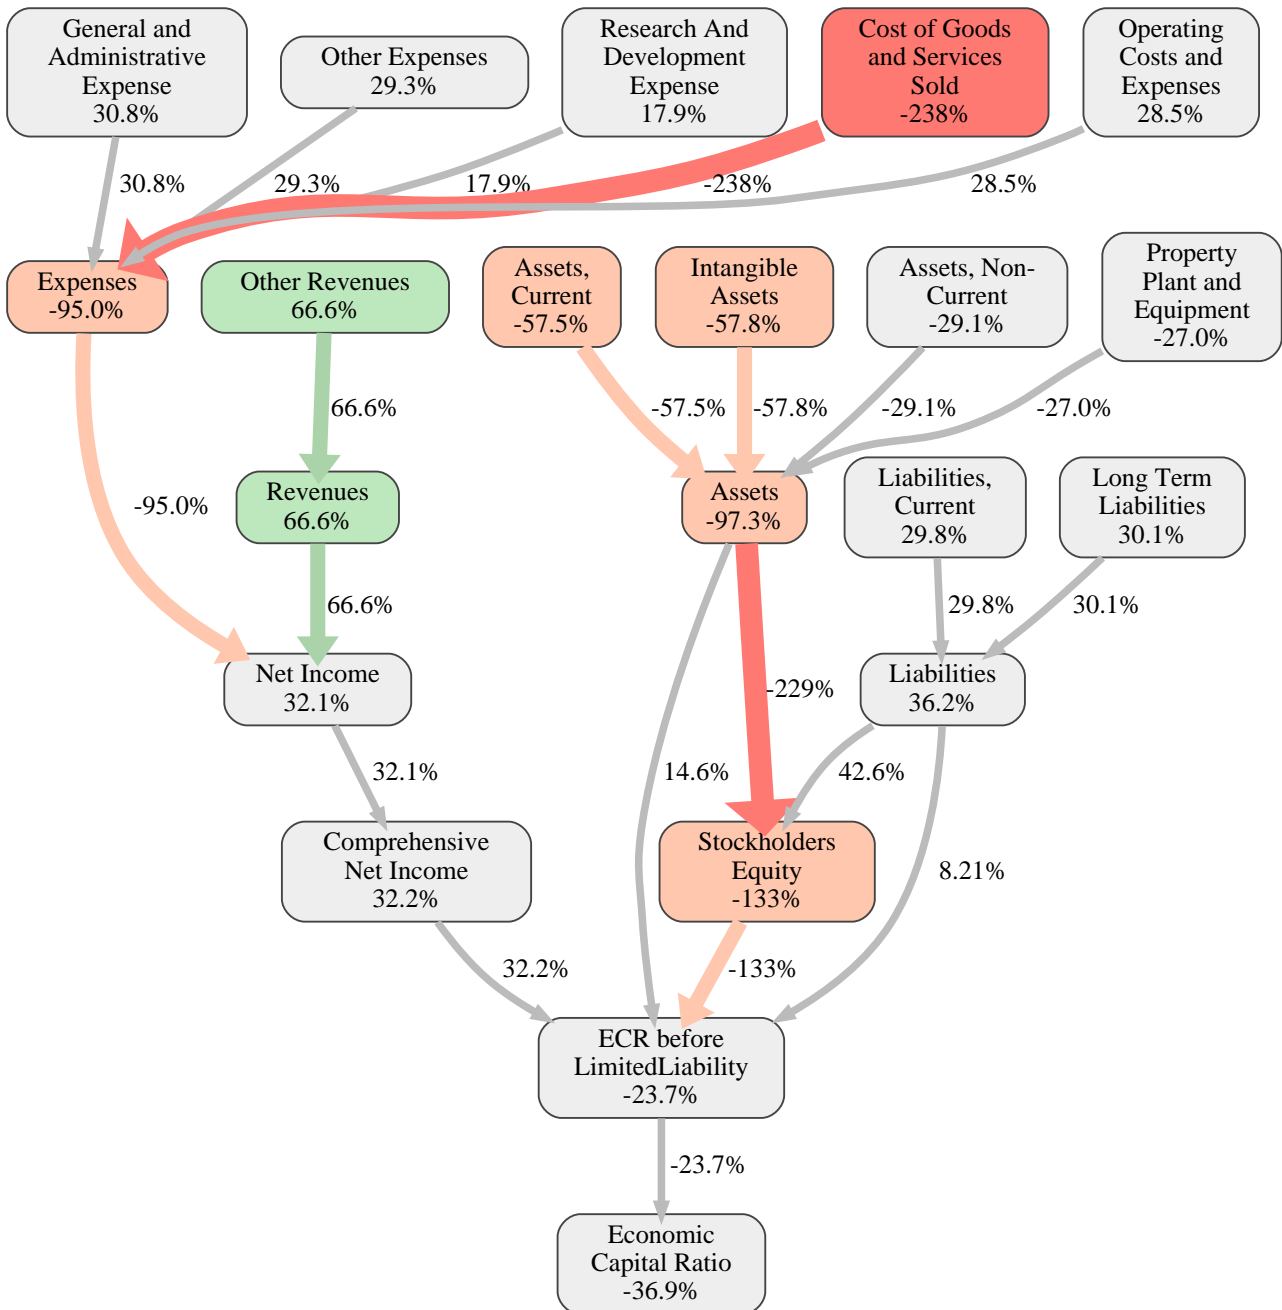 General and
Administrative
Expense
30.8%
Other Expenses
29.3%
Research And
Development
Expense
17.9%
Cost of Goods
and Services
Sold
-238%
Operating
Costs and
Expenses
28.5%
30.8%
29.3%
17.9%
-238%
28.5%
Expenses
-95.0%
Other Revenues
66.6%
Assets,
Current
-57.5%
Intangible
Assets
-57.8%
Assets, Non-
Current
-29.1%
Property
Plant and
Equipment
-27.0%
66.6%
-57.5%
-57.8%
-29.1%
-27.0%
-95.0%
Revenues
66.6%
Assets
-97.3%
Liabilities,
Current
29.8%
Long Term
Liabilities
30.1%
66.6%
29.8%
30.1%
Net Income
32.1%
-229%
Liabilities
36.2%
32.1%
14.6%
42.6%
Comprehensive
Net Income
32.2%
Stockholders
Equity
-133%
8.21%
32.2%
-133%
ECR before
LimitedLiability
-23.7%
-23.7%
Economic
Capital Ratio
-36.9%